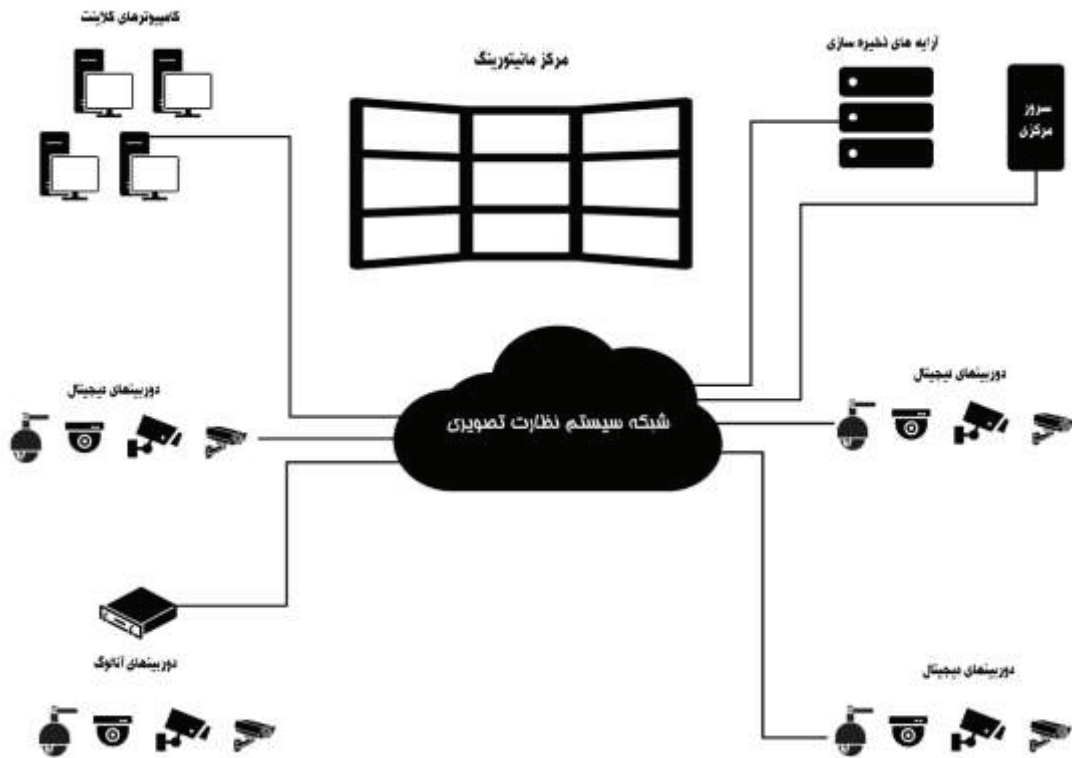 کامپیوترهای کلاینت
مرکز مانیتورینگ
آرایه های ذخیره سازی
سرور
مرکزی
دوربینهای دیجیتال
دوربینهای دیجیتال
شبکه سیستم نظارت تصویری
دوربینهای آنالوگ
دوربینهای دیجیتال